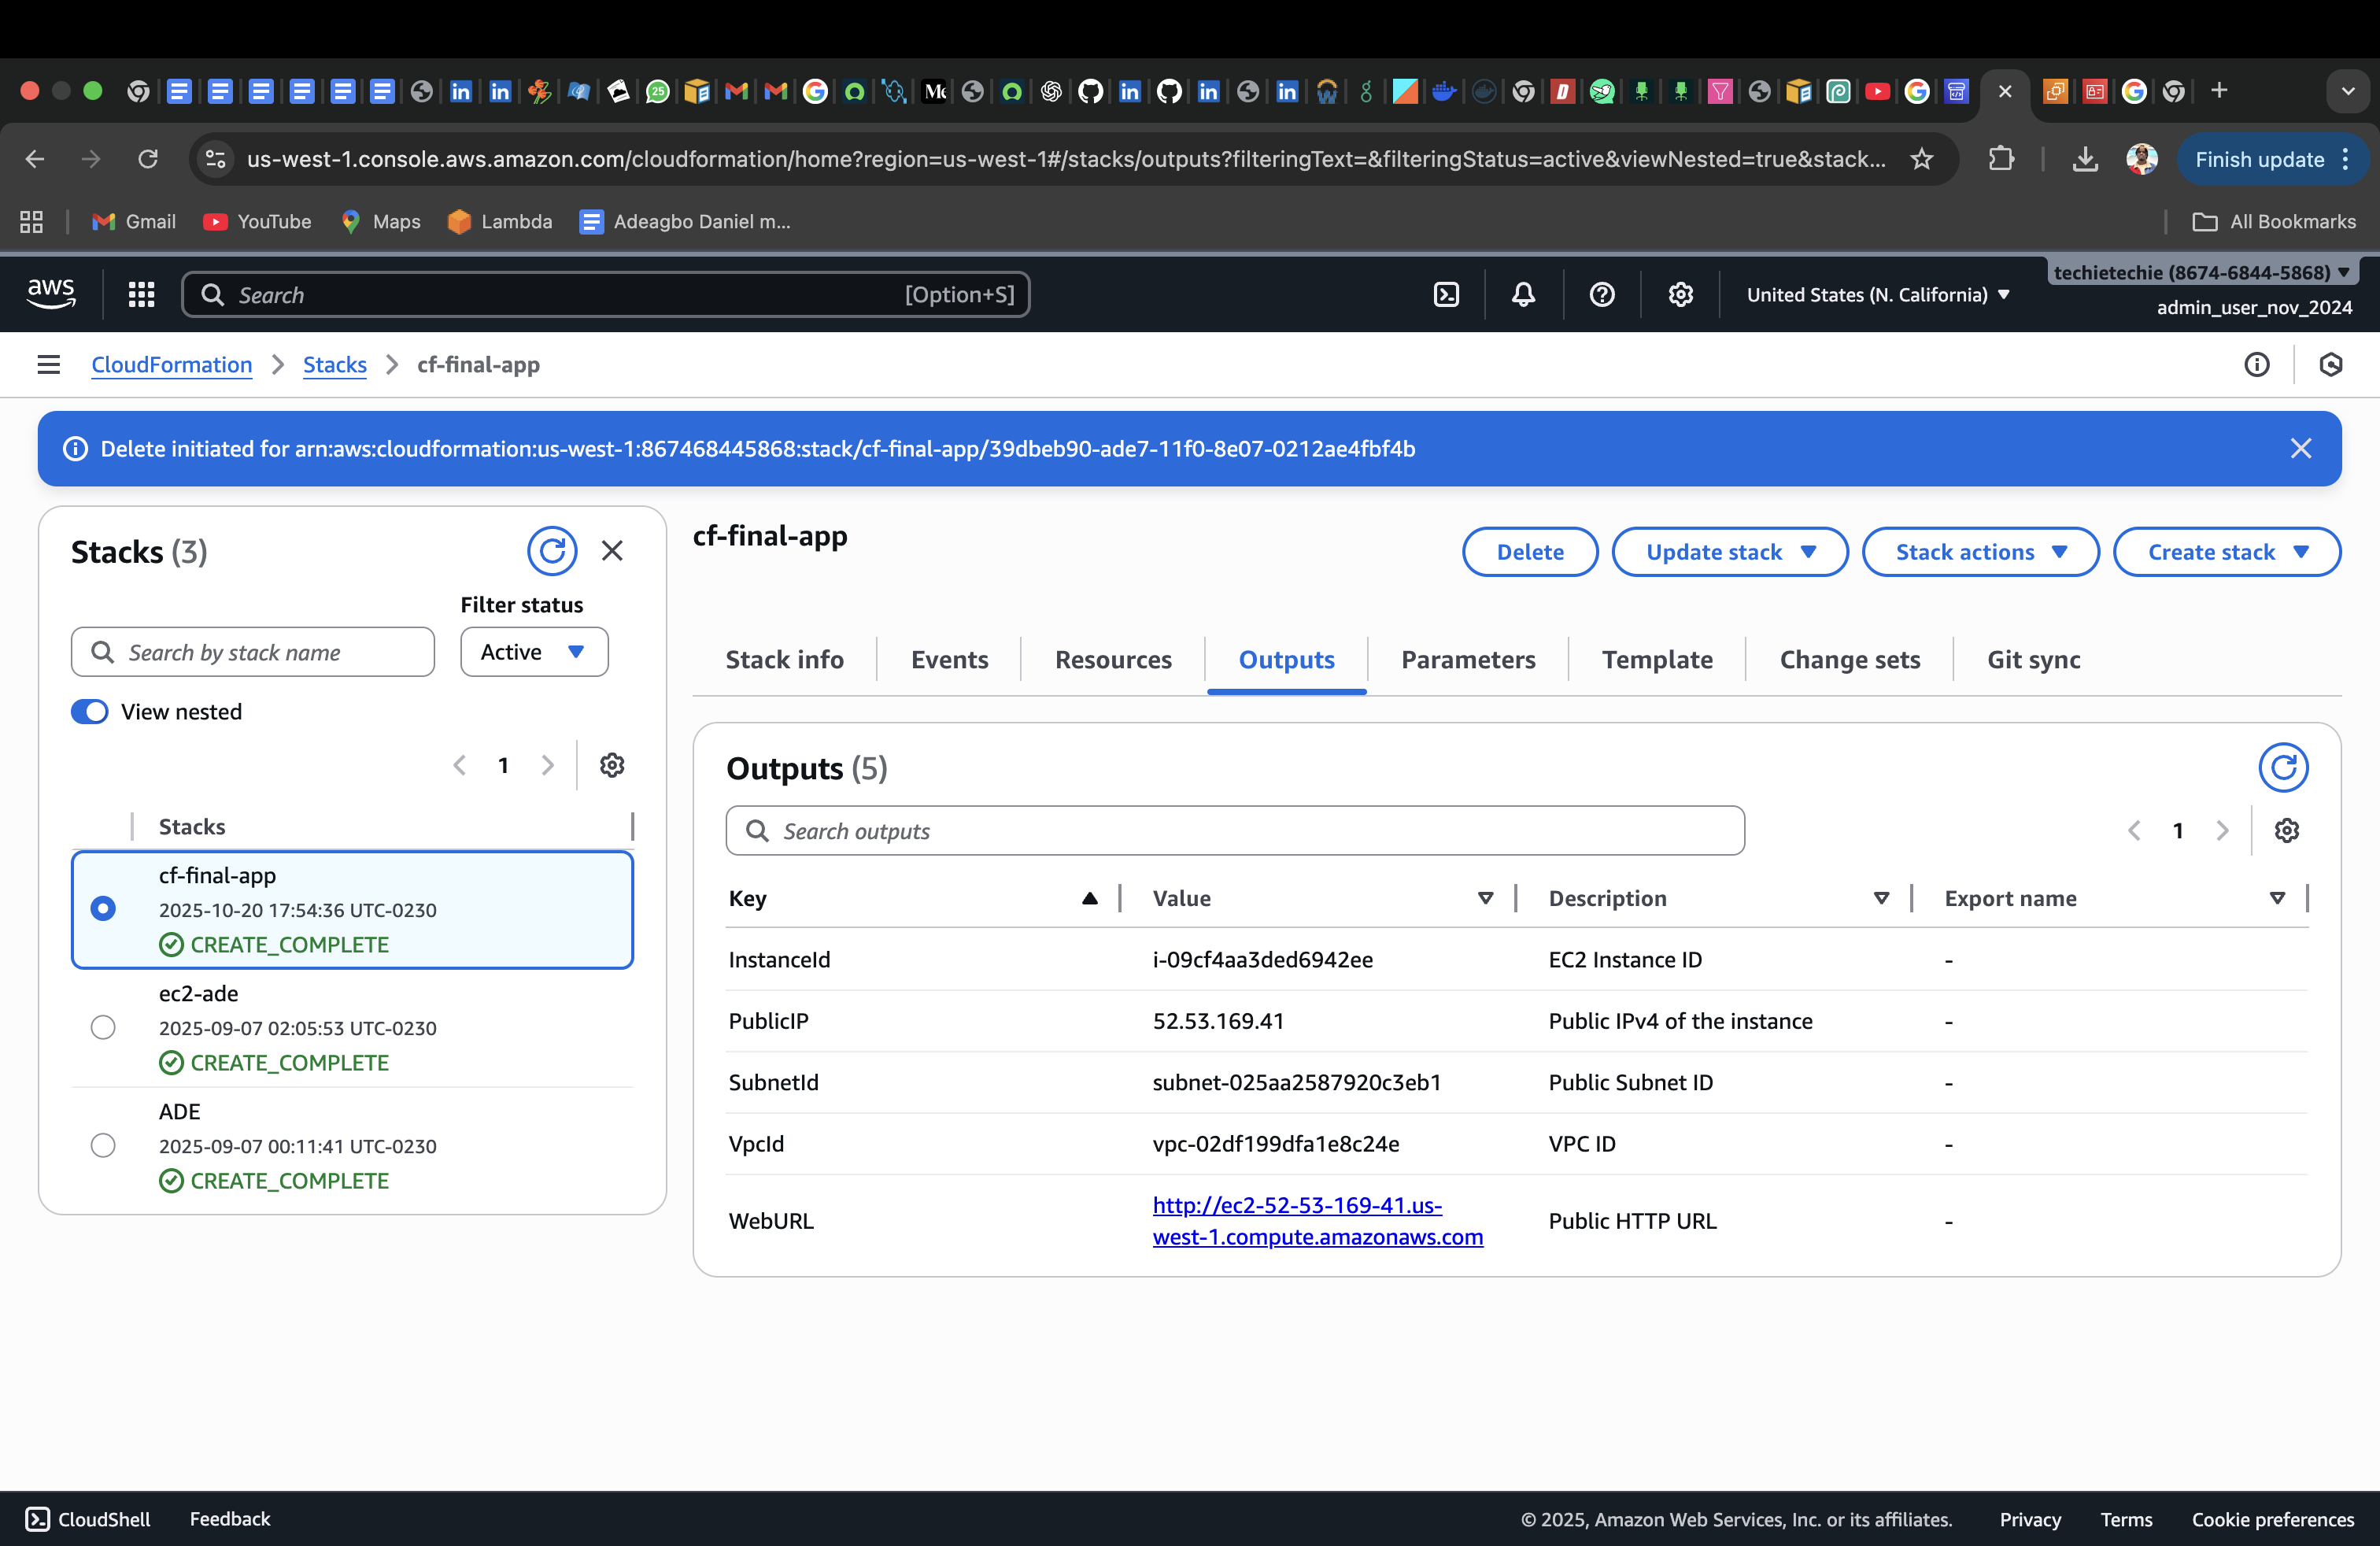 25
us-west-1.console.aws.amazon.com/cloudformation/home?region=us-west-1#/stacks/outputs?filteringText=&filteringStatus=active&viewNested=true&stack...
Finish update
Gmail
YouTube
Maps
Lambda
Adeagbo Daniel m...
All Bookmarks
aws
Search
[Option+S]
United States (N. California)
techietechie (8674-6844-5868)
admin_user_nov_2024
CloudFormation
Stacks
cf-final-app
Delete initiated for arn:aws:cloudformation:us-west-1:867468445868:stack/cf-final-app/39dbeb90-ade7-11f0-8e07-0212ae4fbf4b
Stacks (3)
Filter status
Search by stack name
Active
View nested
1
Stacks
cf-final-app
2025-10-20 17:54:36 UTC-0230
CREATE_COMPLETE
ec2-ade
2025-09-07 02:05:53 UTC-0230
CREATE_COMPLETE
ADE
2025-09-07 00:11:41 UTC-0230
CREATE_COMPLETE
cf-final-app
Delete
Update stack
Stack actions
Create stack
Stack info
Events
Resources
Outputs
Parameters
Template
Change sets
Git sync
Outputs (5)
Search outputs
1
Key
Value
Description
Export name
InstanceId
i-09cf4aa3ded6942ee
EC2 Instance ID
-
PublicIP
52.53.169.41
Public IPv4 of the instance
-
SubnetId
subnet-025aa2587920c3eb1
Public Subnet ID
-
VpcId
vpc-02df199dfa1e8c24e
VPC ID
-
WebURL
http://ec2-52-53-169-41.us-
west-1.compute.amazonaws.com
Public HTTP URL
-
CloudShell
Feedback
© 2025, Amazon Web Services, Inc. or its affiliates.
Privacy
Terms
Cookie preferences